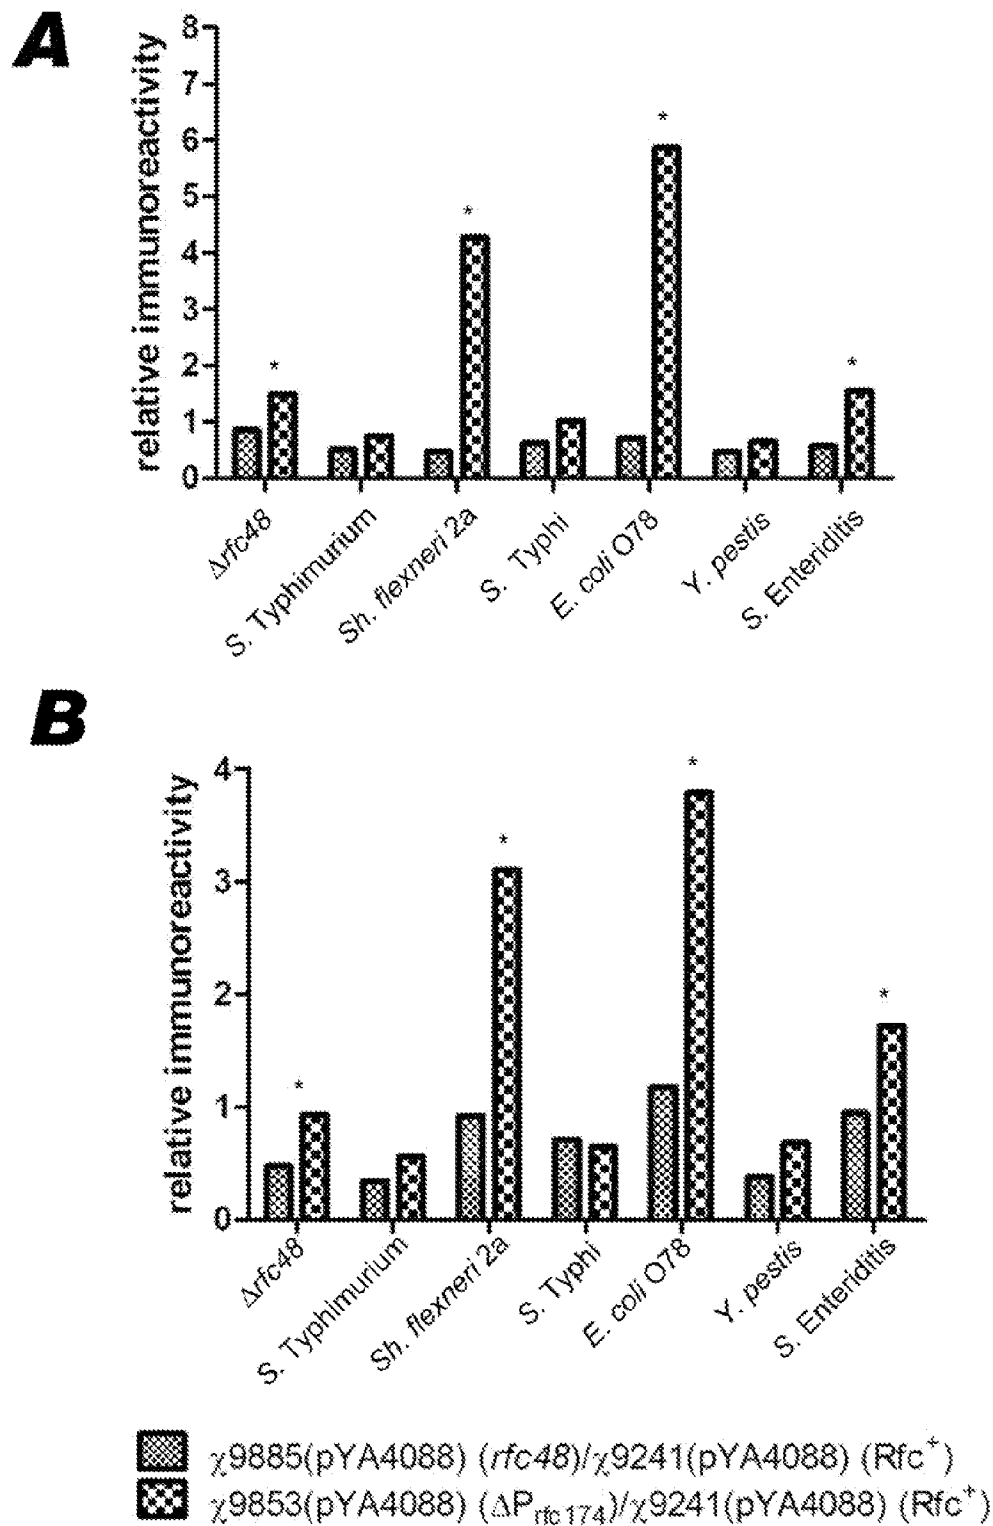 A
relative immunoreactivity
8
7
6
5
4
3
2
1
0
*
*
*
*
Δrfc48
S. Typhimurium
Sh. flexneri 2a
S. Typhi
E. coli O78
Y. pestis
S. Enteriditis
B
relative immunoreactivity
4
3
2
1
0
*
*
*
*
Δrfc48
S. Typhimurium
Sh. flexneri 2a
S. Typhi
E. coli O78
Y. pestis
S. Enteriditis
χ9885(pYA4088) (rfc48)/χ9241(pYA4088) (Rfc⁺)
χ9853(pYA4088) (ΔPrfc174)/χ9241(pYA4088) (Rfc⁺)